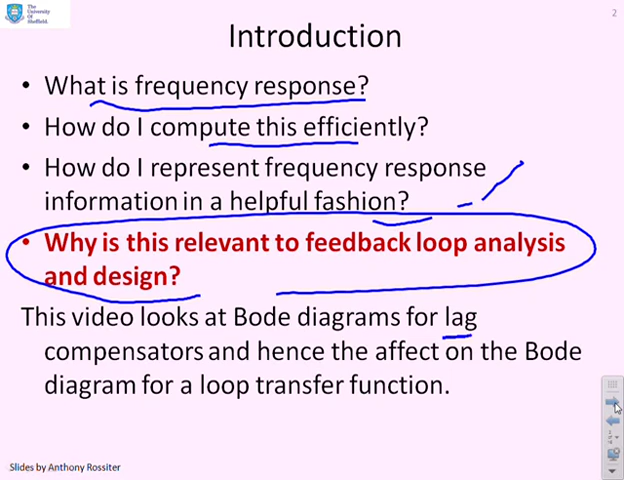 The
University
Of
Sheffield.
2
Introduction
• What is frequency response?
• How do I compute this efficiently?
• How do I represent frequency response
information in a helpful fashion?
• Why is this relevant to feedback loop analysis
and design?
This video looks at Bode diagrams for lag
compensators and hence the affect on the Bode
diagram for a loop transfer function.
Slides by Anthony Rossiter